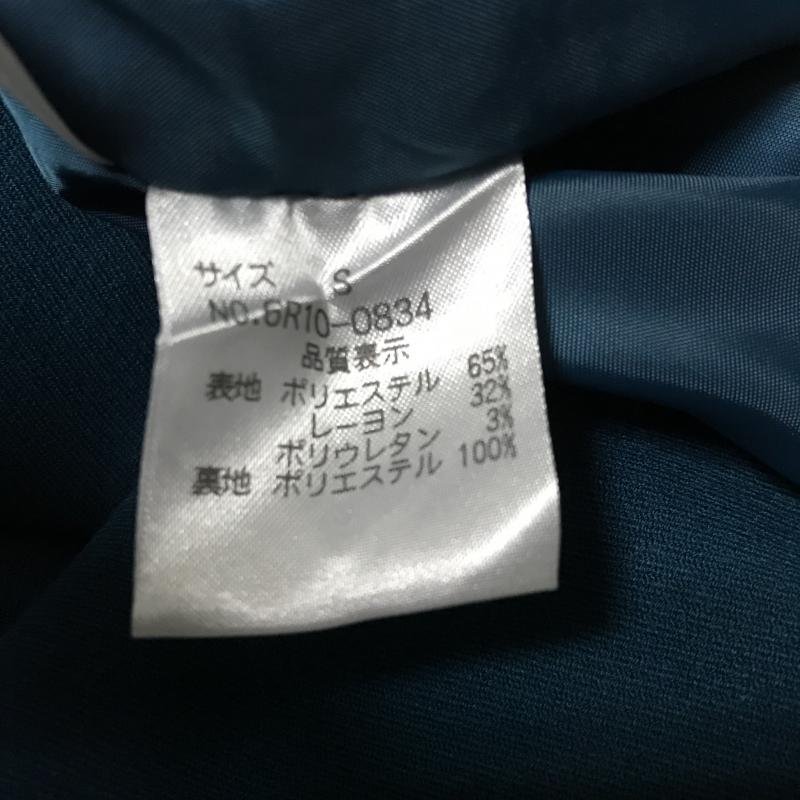 サイズ S
NO.GR10-0834
品質表示
表地 ポリエステル 65%
レーヨン 32%
ポリウレタン 3%
裏地 ポリエステル 100%